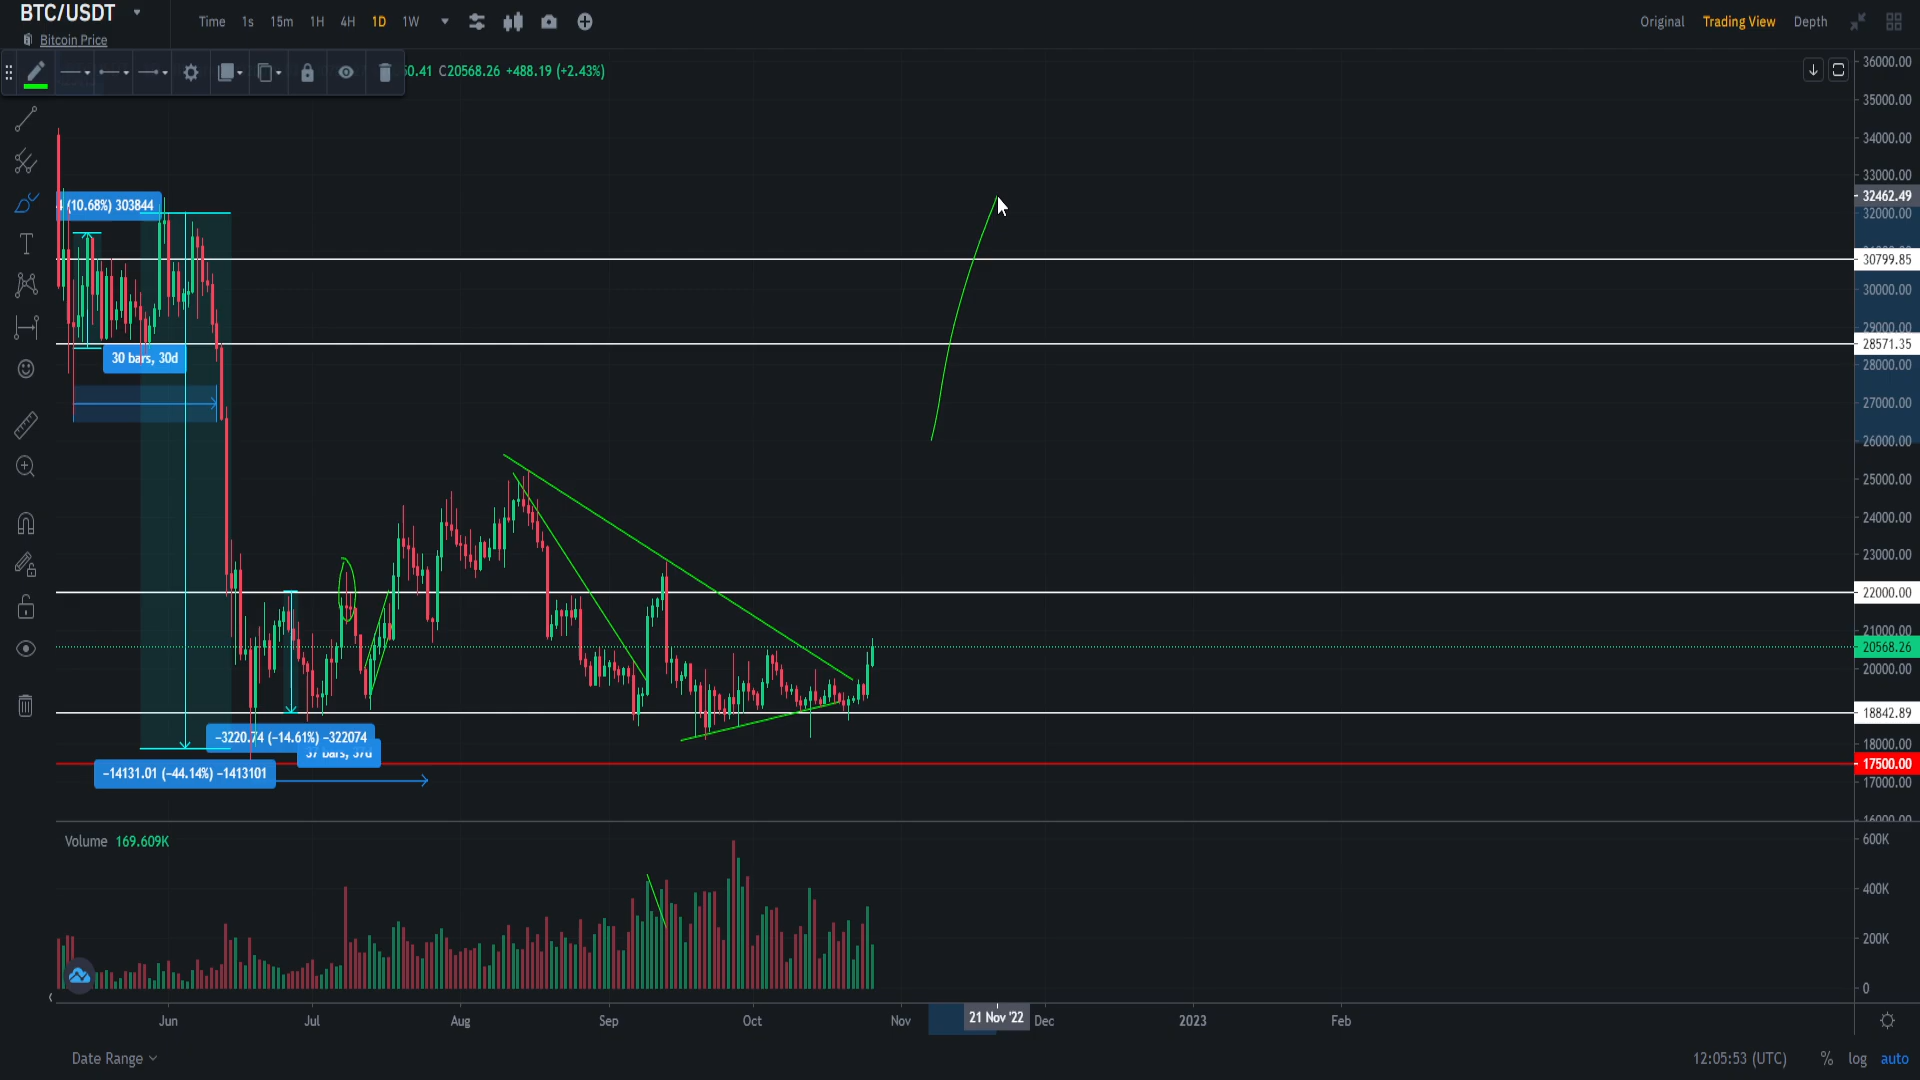 BTC/USDT
Bitcoin Price
Time 1s 15m 1H 4H 1D 1W
Original Trading View Depth
0.41 C20568.26 +488.19 (+2.43%)
36000.00
35000.00
34000.00
33000.00
32462.49
32000.00
30799.85
30000.00
29000.00
28571.35
28000.00
27000.00
26000.00
25000.00
24000.00
23000.00
22000.00
21000.00
20568.26
20000.00
18842.89
18000.00
17500.00
17000.00
16000.00
(10.68%) 303844
30 bars, 30d
−3220.74 (−14.61%) −322074
37 bars, 37d
−14131.01 (−44.14%) −1413101
Volume 169.609K
600K
400K
200K
0
Jun Jul Aug Sep Oct Nov 21 Nov '22 Dec 2023 Feb
Date Range
12:05:53 (UTC) % log auto